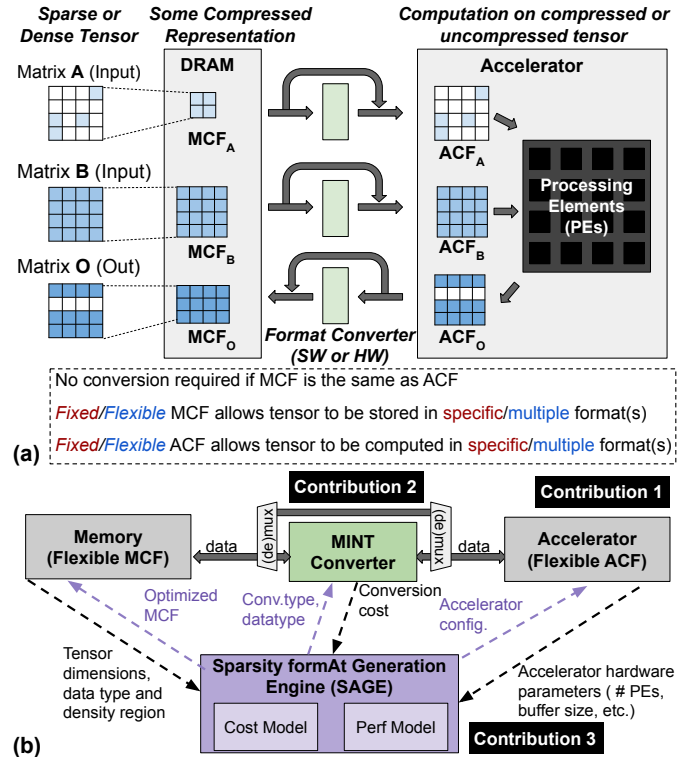 Sparse or
Dense Tensor
Some Compressed
Representation
Computation on compressed or
uncompressed tensor
Matrix A (Input)
DRAM
Accelerator
MCFA
ACFA
Matrix B (Input)
MCFB
ACFB
Processing
Elements
(PEs)
Matrix O (Out)
MCFO
ACFO
Format Converter
(SW or HW)
No conversion required if MCF is the same as ACF
Fixed/Flexible MCF allows tensor to be stored in specific/multiple format(s)
Fixed/Flexible ACF allows tensor to be computed in specific/multiple format(s)
(a)
Contribution 2
Contribution 1
Memory
(Flexible MCF)
data
(de)mux
MINT
Converter
(de)mux
data
Accelerator
(Flexible ACF)
Optimized
MCF
Conv.type,
datatype
Conversion
cost
Accelerator
config.
Tensor
dimensions,
data type and
density region
Sparsity formAt Generation
Engine (SAGE)
Cost Model
Perf Model
Accelerator hardware
parameters ( # PEs,
buffer size, etc.)
Contribution 3
(b)